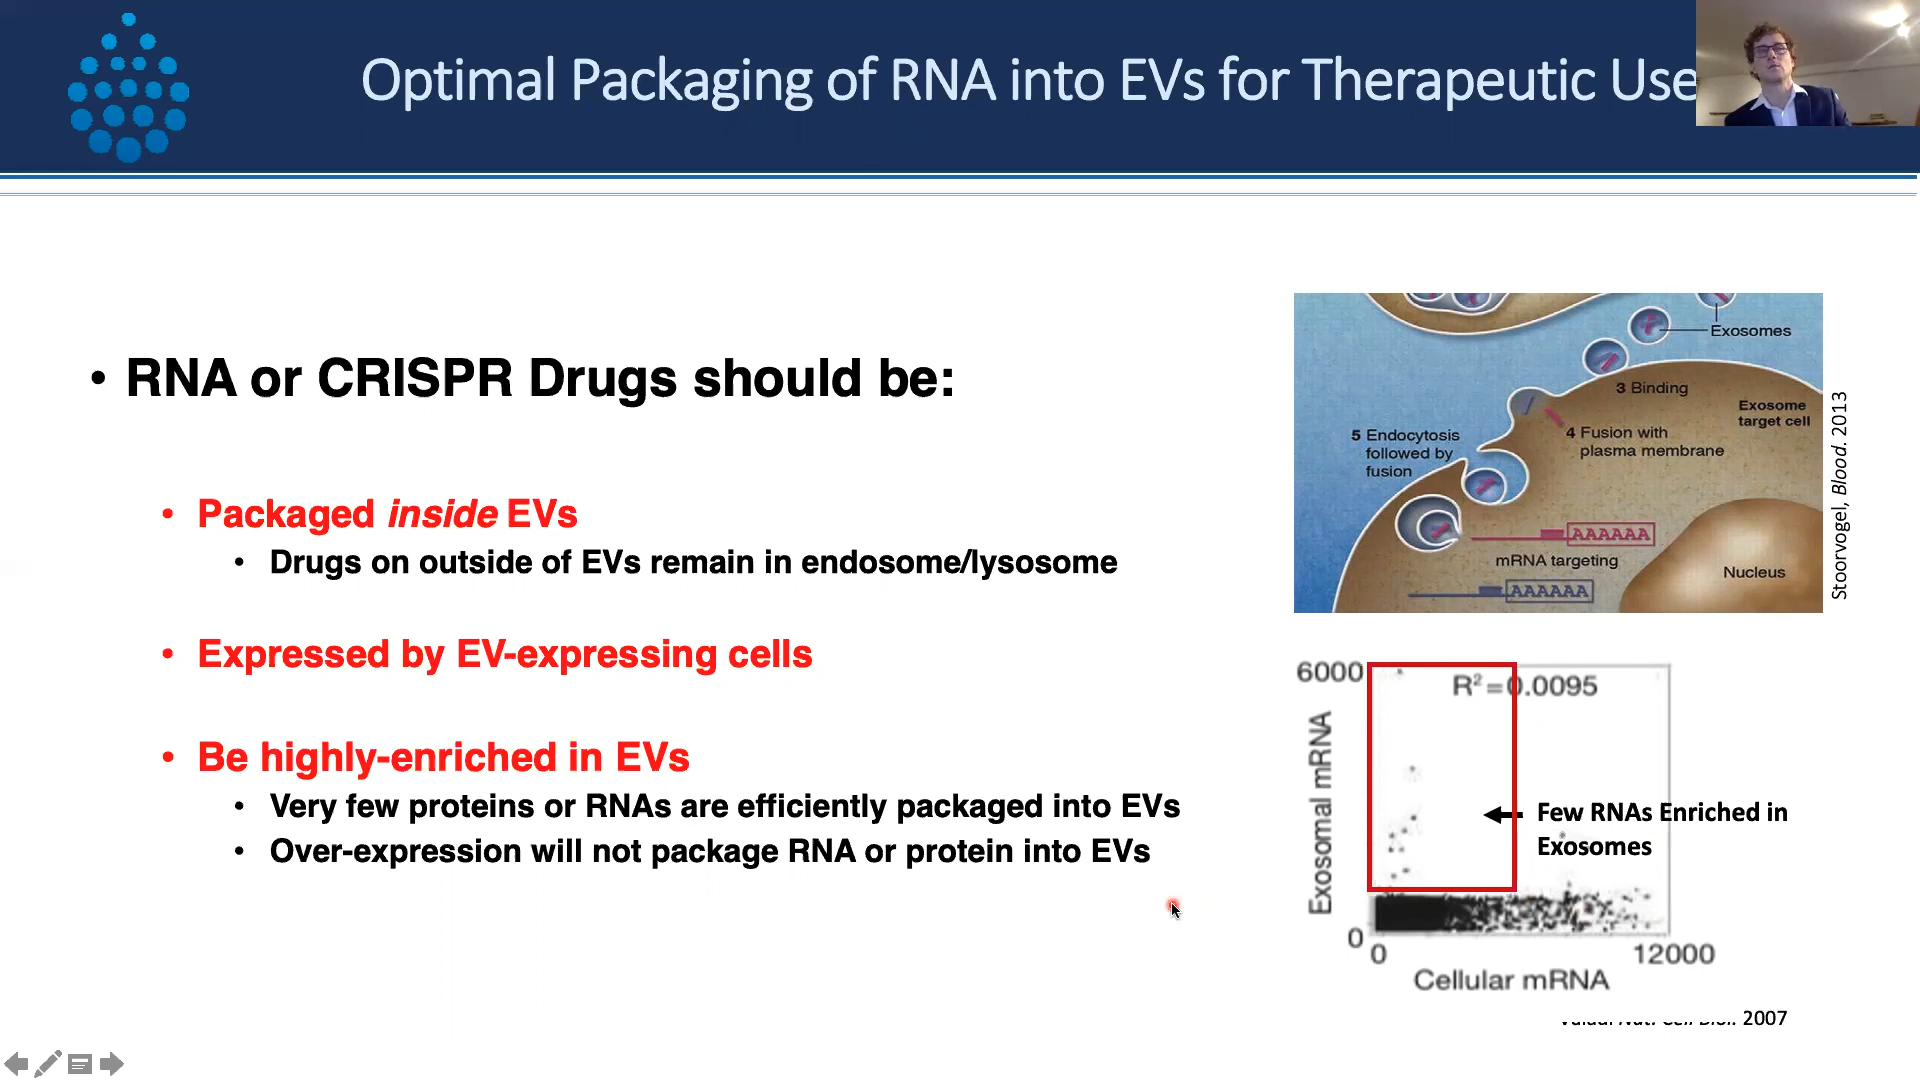 Optimal Packaging of RNA into EVs for Therapeutic Use
• RNA or CRISPR Drugs should be:
• Packaged inside EVs
• Drugs on outside of EVs remain in endosome/lysosome
• Expressed by EV-expressing cells
• Be highly-enriched in EVs
• Very few proteins or RNAs are efficiently packaged into EVs
• Over-expression will not package RNA or protein into EVs
Exosomes
3 Binding
Exosome
target cell
4 Fusion with
plasma membrane
5 Endocytosis
followed by
fusion
AAAAAA
mRNA targeting
AAAAAA
Nucleus
Stoorvogel, Blood. 2013
6000
R²=0.0095
Exosomal mRNA
Few RNAs Enriched in
Exosomes
0
0
12000
Cellular mRNA
2007